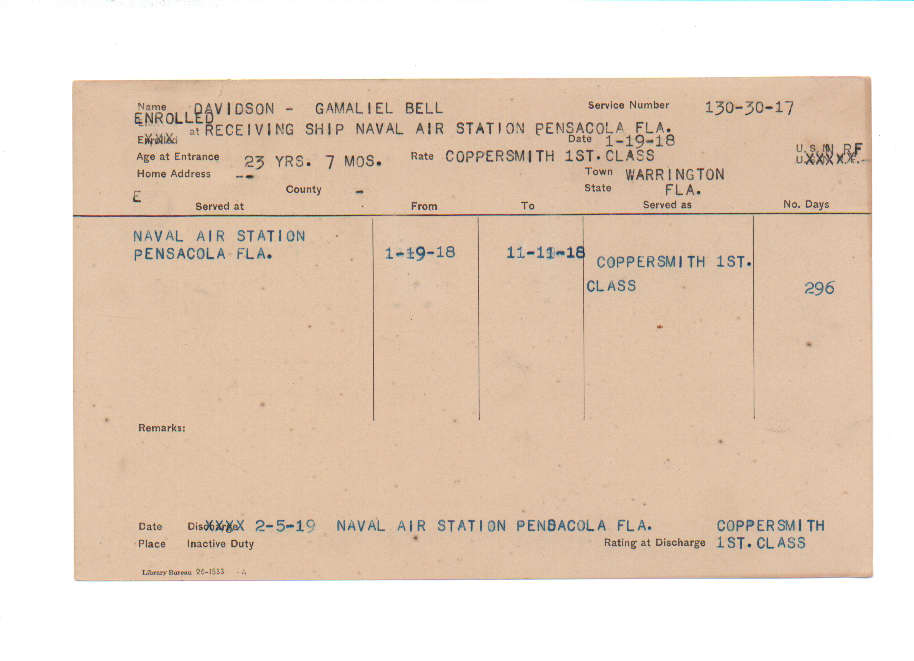 Name DAVIDSON - GAMALIEL BELL Service Number 130-30-17
ENROLLED
at RECEIVING SHIP NAVAL AIR STATION PENSACOLA FLA.
Date 1-19-18
Age at Entrance 23 YRS. 7 MOS. Rate COPPERSMITH 1ST.CLASS U.S.N.RF
Home Address -- Town WARRINGTON
E County - State FLA.
Served at From To Served as No. Days
NAVAL AIR STATION
PENSACOLA FLA. 1-19-18 11-11-18 COPPERSMITH 1ST.
CLASS 296
Remarks:
Date Discharge 2-5-19 NAVAL AIR STATION PENSACOLA FLA. COPPERSMITH
Place Inactive Duty Rating at Discharge 1ST.CLASS
Library Bureau 26-1533